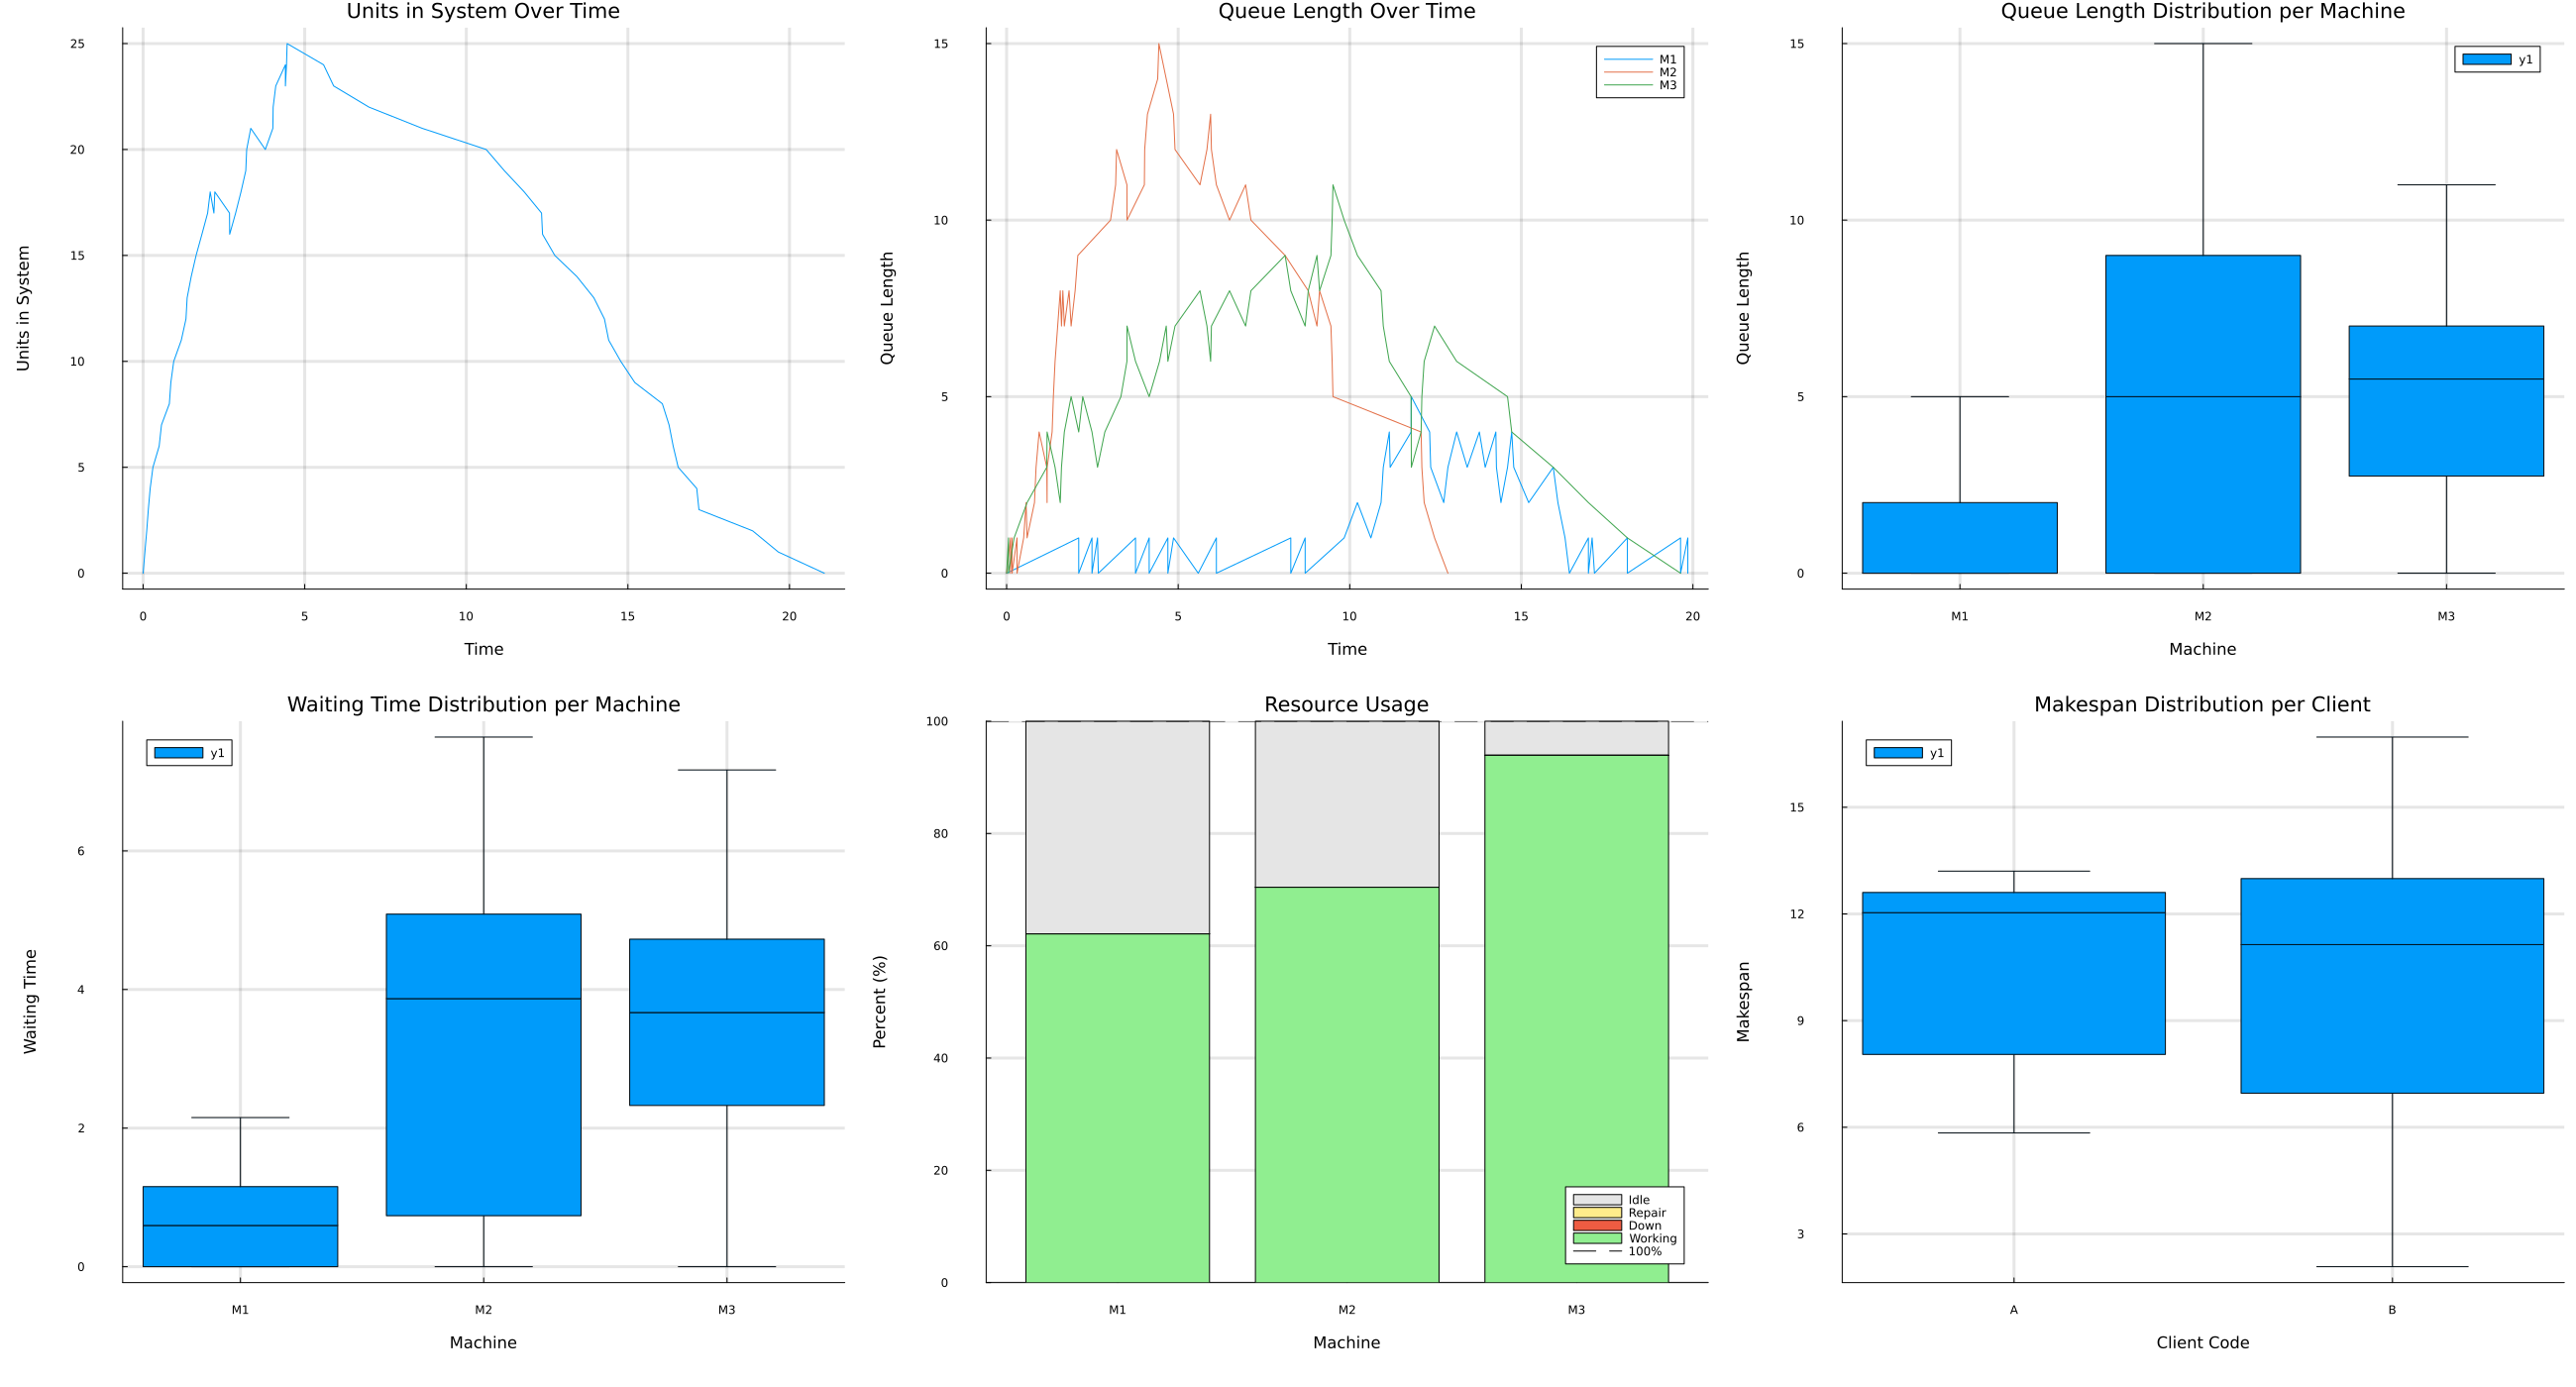 Units in System Over Time
Units in System
25
20
15
10
5
0
0 5 10 15 20
Time
Queue Length Over Time
Queue Length
15
10
5
0
M1
M2
M3
0 5 10 15 20
Time
Queue Length Distribution per Machine
Queue Length
15
10
5
0
y1
M1 M2 M3
Machine
Waiting Time Distribution per Machine
Waiting Time
6
4
2
0
y1
M1 M2 M3
Machine
Resource Usage
Percent (%)
100
80
60
40
20
0
Idle
Repair
Down
Working
100%
M1 M2 M3
Machine
Makespan Distribution per Client
Makespan
15
12
9
6
3
y1
A B
Client Code